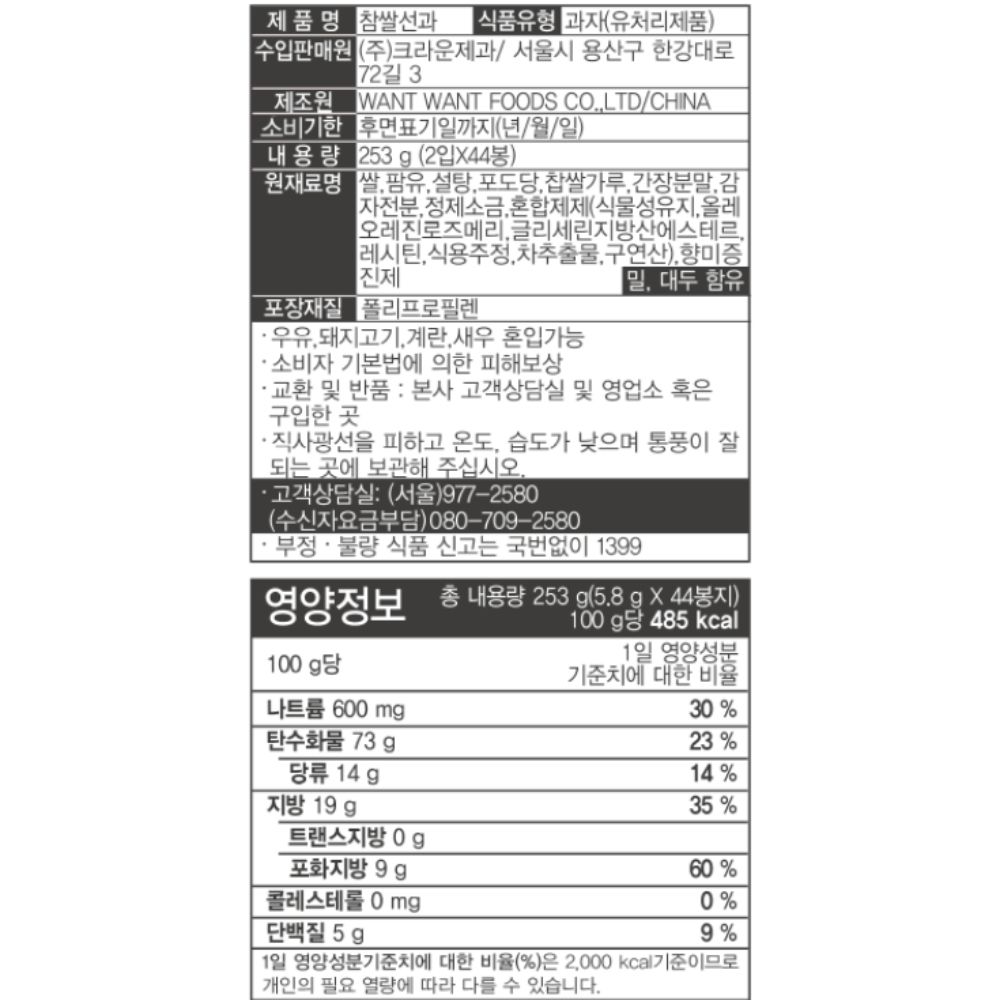 제 품 명 참쌀선과 식품유형 과자(유처리제품)
수입판매원 (주)크라운제과/ 서울시 용산구 한강대로
72길 3
제조원 WANT WANT FOODS CO.,LTD/CHINA
소비기한 후면표기일까지(년/월/일)
내 용 량 253 g (2입X44봉)
원재료명 쌀,팜유,설탕,포도당,찹쌀가루,간장분말,감
자전분,정제소금,혼합제제(식물성유지,올레
오레진로즈메리,글리세린지방산에스테르,
레시틴,식용주정,차추출물,구연산),향미증
진제 밀, 대두 함유
포장재질 폴리프로필렌
·우유,돼지고기,계란,새우 혼입가능
·소비자 기본법에 의한 피해보상
·교환 및 반품 : 본사 고객상담실 및 영업소 혹은
구입한 곳
·직사광선을 피하고 온도, 습도가 낮으며 통풍이 잘
되는 곳에 보관해 주십시오.
·고객상담실: (서울)977-2580
(수신자요금부담)080-709-2580
· 부정 · 불량 식품 신고는 국번없이 1399
영양정보 총 내용량 253 g(5.8 g X 44봉지)
100 g당 485 kcal
100 g당 1일 영양성분
기준치에 대한 비율
나트륨 600 mg 30 %
탄수화물 73 g 23 %
당류 14 g 14 %
지방 19 g 35 %
트랜스지방 0 g
포화지방 9 g 60 %
콜레스테롤 0 mg 0 %
단백질 5 g 9 %
1일 영양성분기준치에 대한 비율(%)은 2,000 kcal기준이므로
개인의 필요 열량에 따라 다를 수 있습니다.